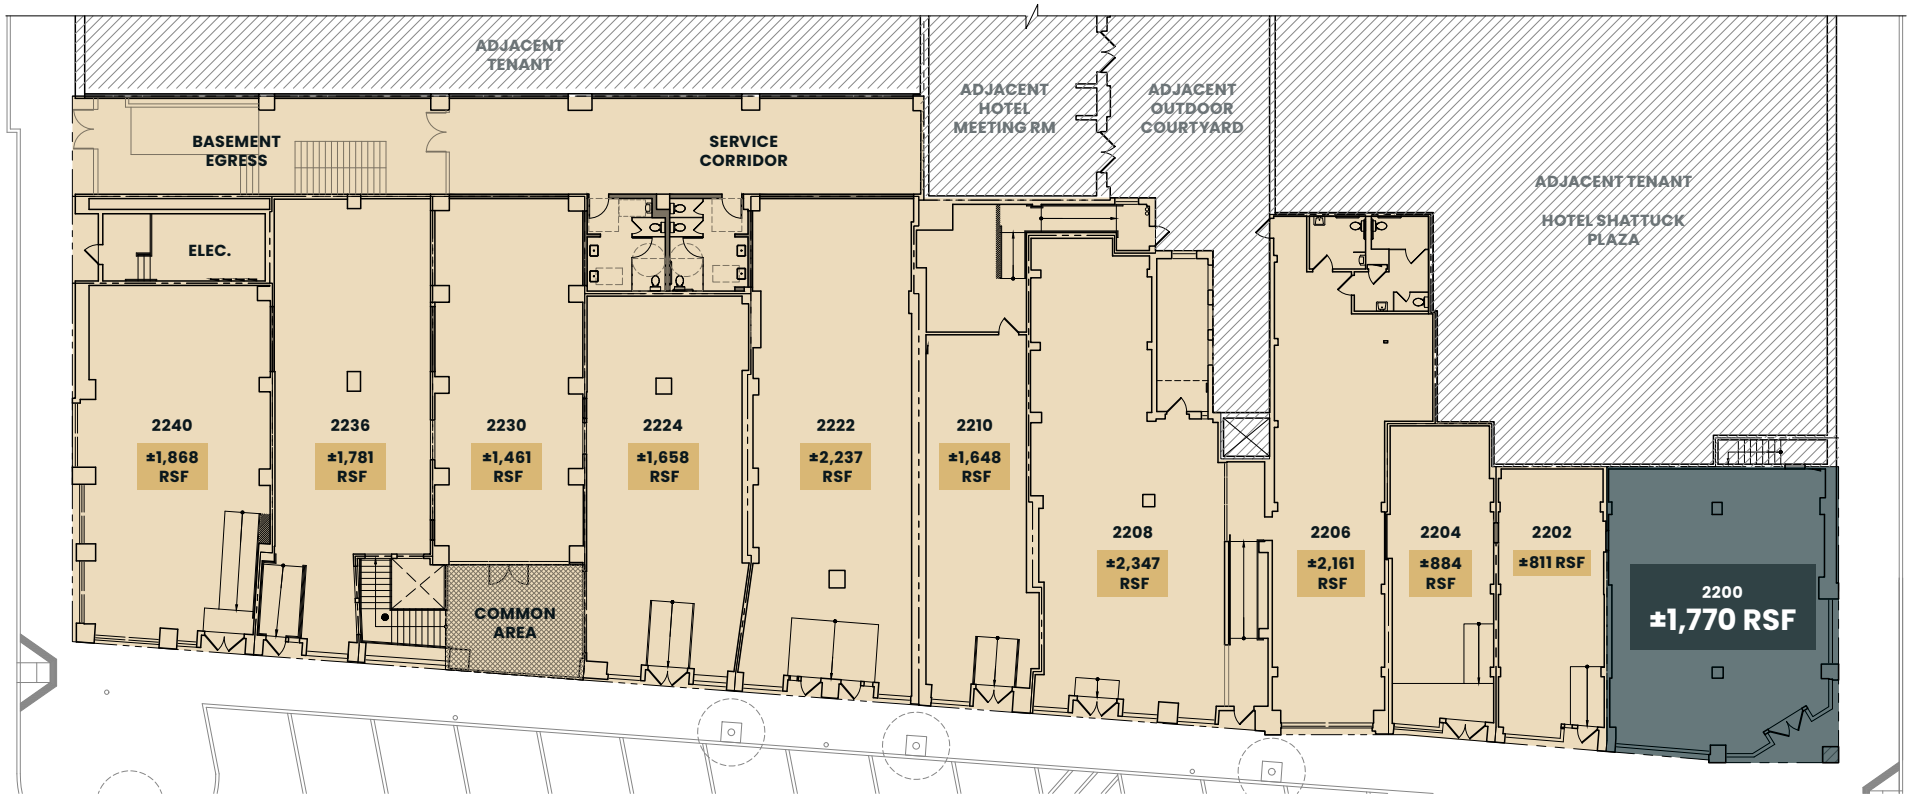 ADJACENT
TENANT
ADJACENT
HOTEL
MEETING RM
ADJACENT
OUTDOOR
COURTYARD
ADJACENT TENANT
HOTEL SHATTUCK
PLAZA
BASEMENT
EGRESS
SERVICE
CORRIDOR
ELEC.
2240
±1,868
RSF
2236
±1,781
RSF
2230
±1,461
RSF
2224
±1,658
RSF
2222
±2,237
RSF
2210
±1,648
RSF
2208
±2,347
RSF
2206
±2,161
RSF
2204
±884
RSF
2202
±811 RSF
2200
±1,770 RSF
COMMON
AREA